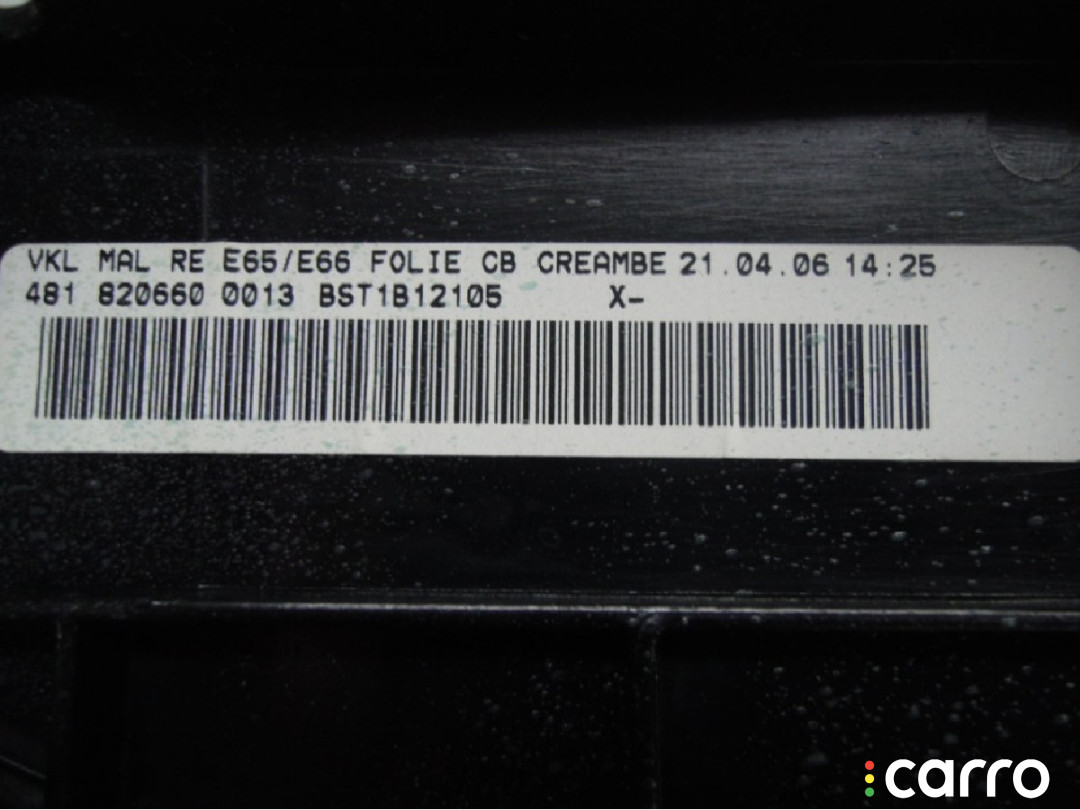 VKL MAL RE E65/E66 FOLIE CB CREAMBE 21.04.06 14:25
481 820660 0013 BST1B12105 X-
carro